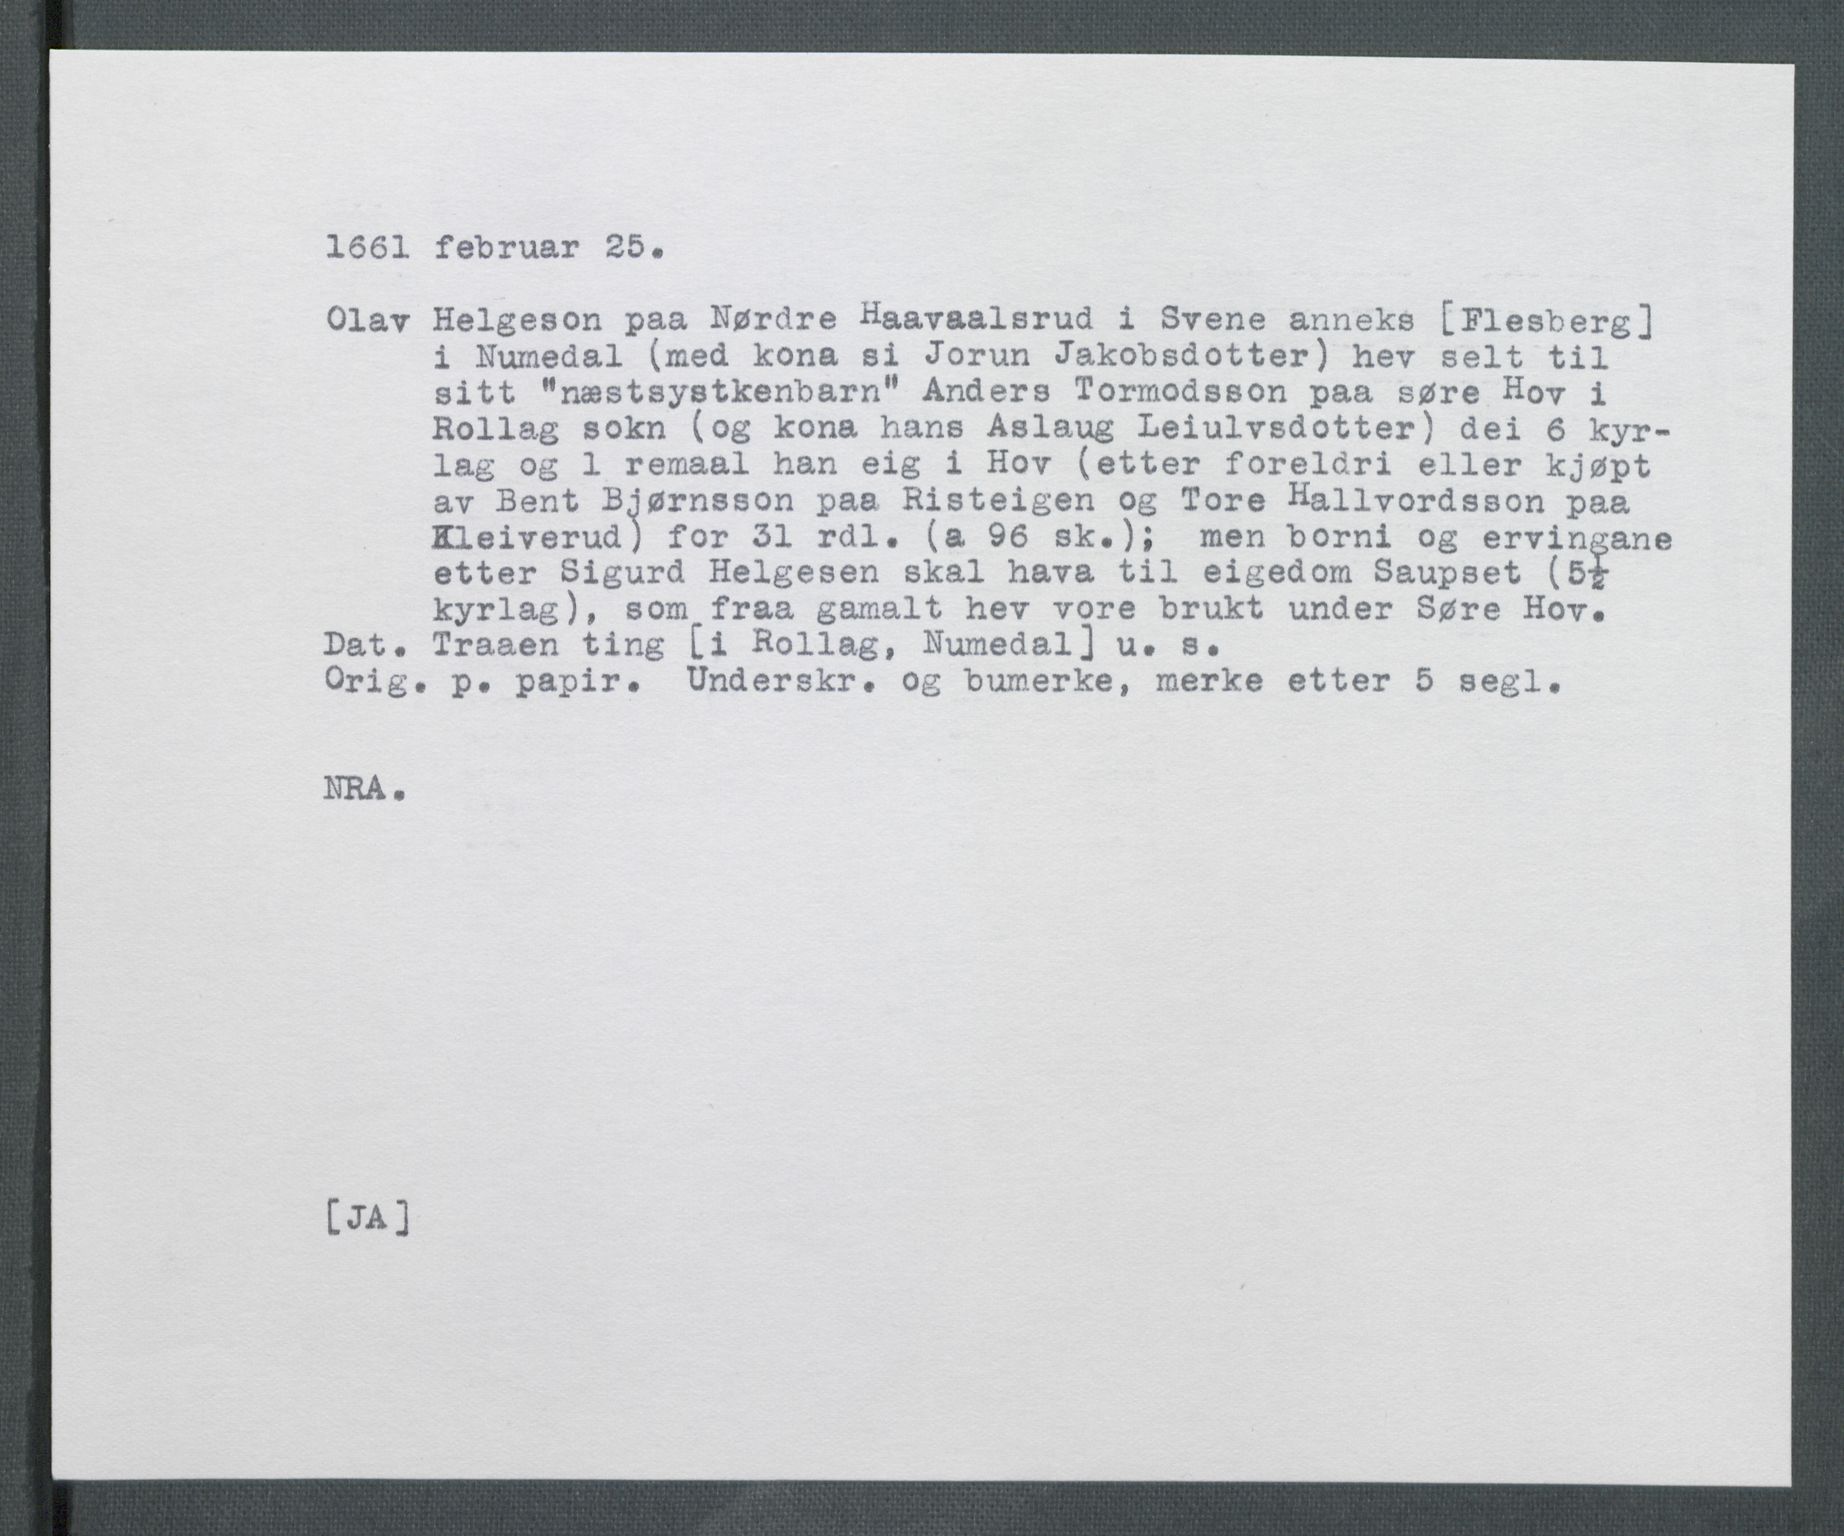 1661 februar 25.
Olav Helgeson paa Nørdre Haavaalsrud i Svene anneks [Flesberg]
i Numedal (med kona si Jorun Jakobsdotter) hev selt til
sitt "næstsystkenbarn" Anders Tormodsson paa søre Hov i
Rollag sokn (og kona hans Aslaug Leiulvsdotter) dei 6 kyr-
lag og 1 remaal han eig i Hov (etter foreldri eller kjøpt
av Bent Bjørnsson paa Risteigen og Tore Hallvordsson paa
Kleiverud) for 31 rdl. (a 96 sk.); men borni og ervingane
etter Sigurd Helgesen skal hava til eigedom Saupset (5½
kyrlag), som fraa gamalt hev vore brukt under Søre Hov.
Dat. Traaen ting [i Rollag, Numedal] u. s.
Orig. p. papir. Underskr. og bumerke, merke etter 5 segl.
NRA.
[JA]